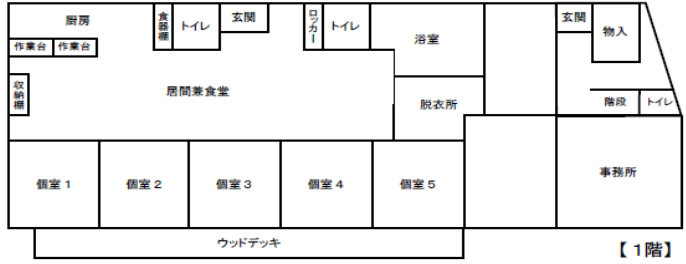 厨房
食器棚
トイレ
玄関
ロッカー
トイレ
浴室
玄関
物入
作業台
作業台
収納棚
居間兼食堂
脱衣所
階段
トイレ
個室1
個室2
個室3
個室4
個室5
事務所
ウッドデッキ
【1階】